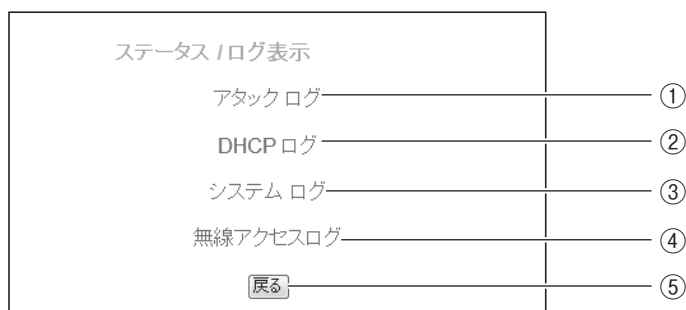 ステータス / ログ表示
アタック ログ ①
DHCP ログ ②
システム ログ ③
無線アクセスログ ④
戻る ⑤